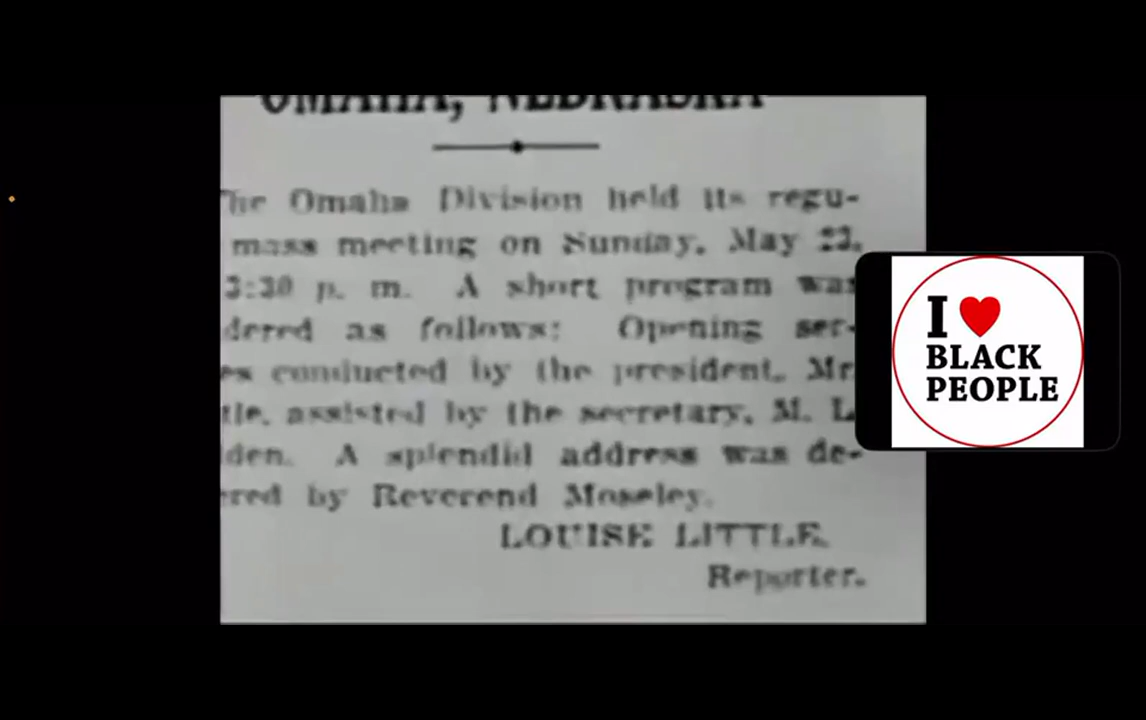 OMAHA, NEBRASKA
The Omaha Division held its regu-
mass meeting on Sunday, May 23,
3:30 p. m. A short program was
dered as follows: Opening ser-
es conducted by the president, Mr.
tle, assisted by the secretary, M. L.
den. A splendid address was de-
ered by Reverend Moseley.
LOUISE LITTLE,
Reporter.
I ❤ BLACK PEOPLE